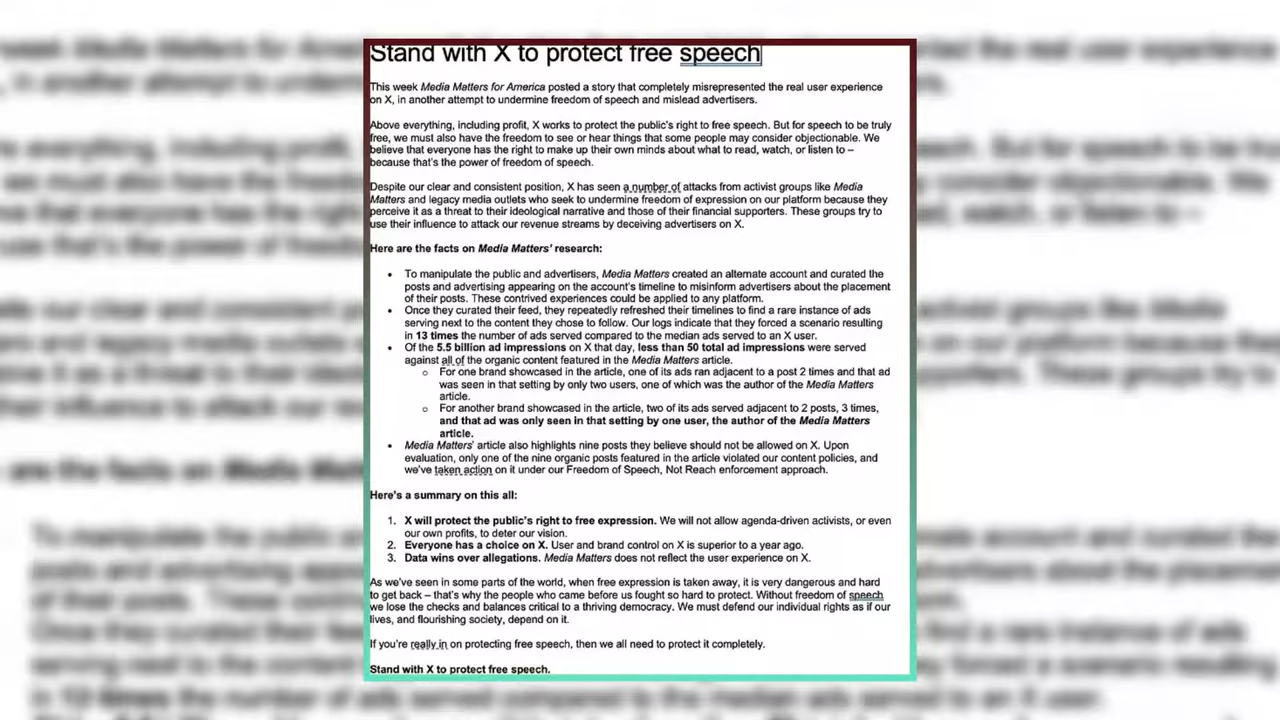 Stand with X to protect free speech
This week Media Matters for America posted a story that completely misrepresented the real user experience
on X, in another attempt to undermine freedom of speech and mislead advertisers.
Above everything, including profit, X works to protect the public's right to free speech. But for speech to be truly
free, we must also have the freedom to see or hear things that some people may consider objectionable. We
believe that everyone has the right to make up their own minds about what to read, watch, or listen to –
because that's the power of freedom of speech.
Despite our clear and consistent position, X has seen a number of attacks from activist groups like Media
Matters and legacy media outlets who seek to undermine freedom of expression on our platform because they
perceive it as a threat to their ideological narrative and those of their financial supporters. These groups try to
use their influence to attack our revenue streams by deceiving advertisers on X.
Here are the facts on Media Matters' research:
• To manipulate the public and advertisers, Media Matters created an alternate account and curated the
posts and advertising appearing on the account's timeline to misinform advertisers about the placement
of their posts. These contrived experiences could be applied to any platform.
• Once they curated their feed, they repeatedly refreshed their timelines to find a rare instance of ads
serving next to the content they chose to follow. Our logs indicate that they forced a scenario resulting
in 13 times the number of ads served compared to the median ads served to an X user.
• Of the 5.5 billion ad impressions on X that day, less than 50 total ad impressions were served
against all of the organic content featured in the Media Matters article.
o For one brand showcased in the article, one of its ads ran adjacent to a post 2 times and that ad
was seen in that setting by only two users, one of which was the author of the Media Matters
article.
o For another brand showcased in the article, two of its ads served adjacent to 2 posts, 3 times,
and that ad was only seen in that setting by one user, the author of the Media Matters
article.
• Media Matters' article also highlights nine posts they believe should not be allowed on X. Upon
evaluation, only one of the nine organic posts featured in the article violated our content policies, and
we've taken action on it under our Freedom of Speech, Not Reach enforcement approach.
Here's a summary on this all:
1. X will protect the public's right to free expression. We will not allow agenda-driven activists, or even
our own profits, to deter our vision.
2. Everyone has a choice on X. User and brand control on X is superior to a year ago.
3. Data wins over allegations. Media Matters does not reflect the user experience on X.
As we've seen in some parts of the world, when free expression is taken away, it is very dangerous and hard
to get back – that's why the people who came before us fought so hard to protect. Without freedom of speech
we lose the checks and balances critical to a thriving democracy. We must defend our individual rights as if our
lives, and flourishing society, depend on it.
If you're really in on protecting free speech, then we all need to protect it completely.
Stand with X to protect free speech.